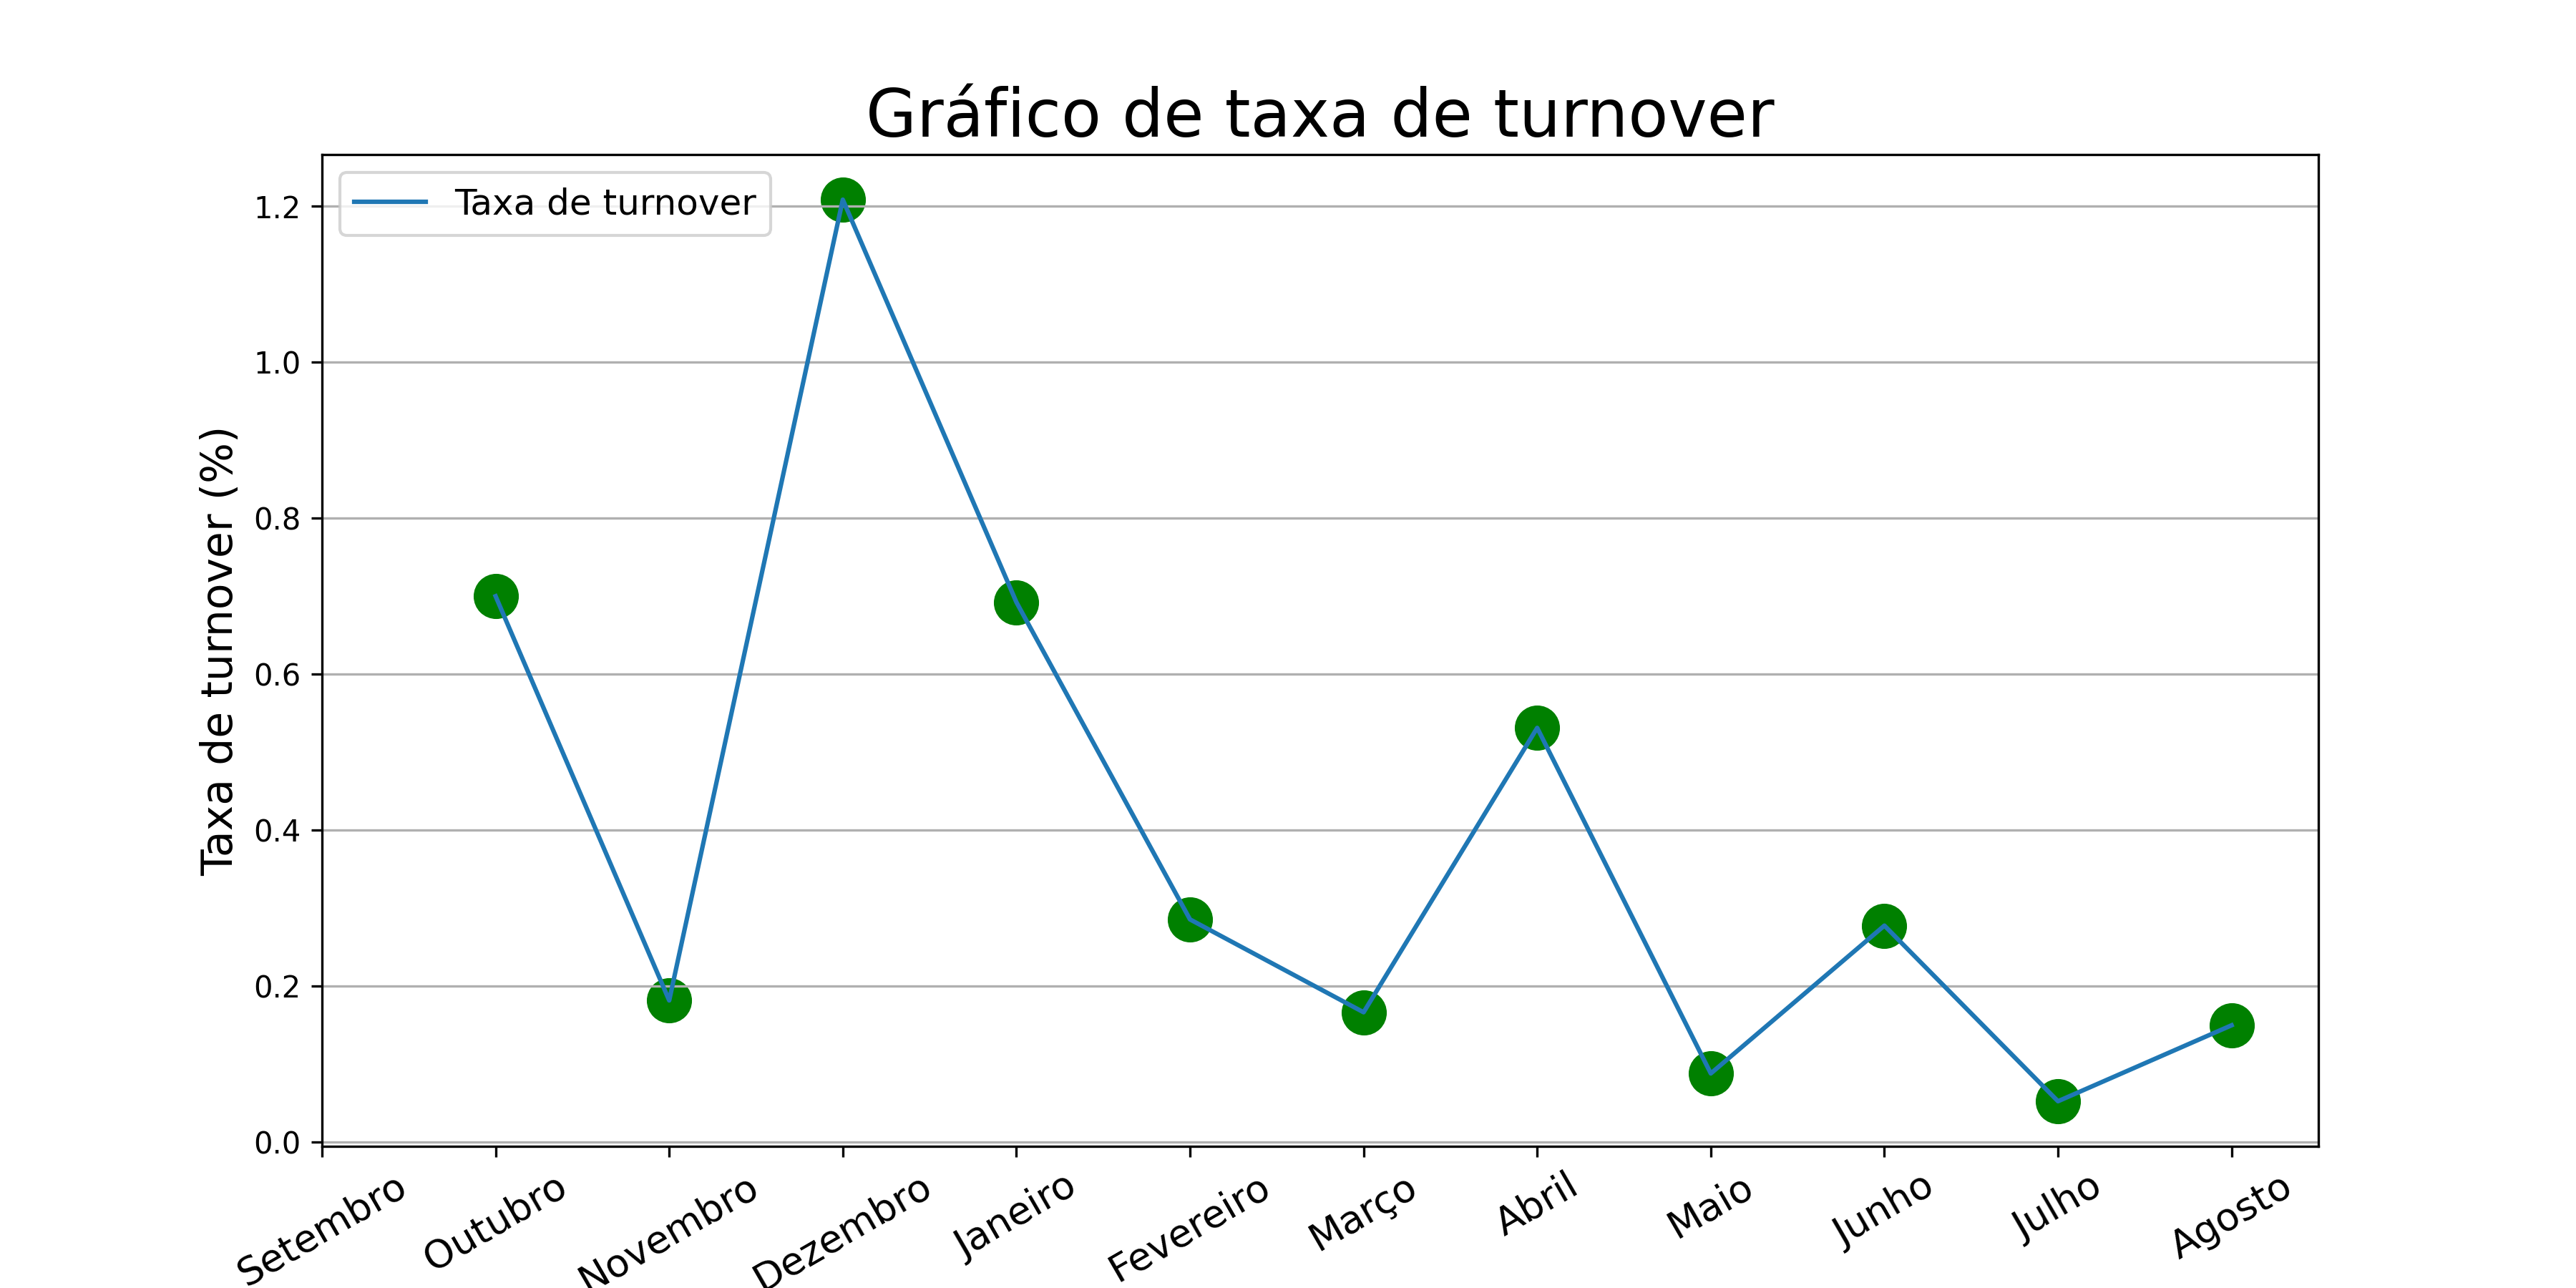 Gráfico de taxa de turnover
Taxa de turnover
Taxa de turnover (%)
1.2
1.0
0.8
0.6
0.4
0.2
0.0
Setembro
Outubro
Novembro
Dezembro
Janeiro
Fevereiro
Março
Abril
Maio
Junho
Julho
Agosto